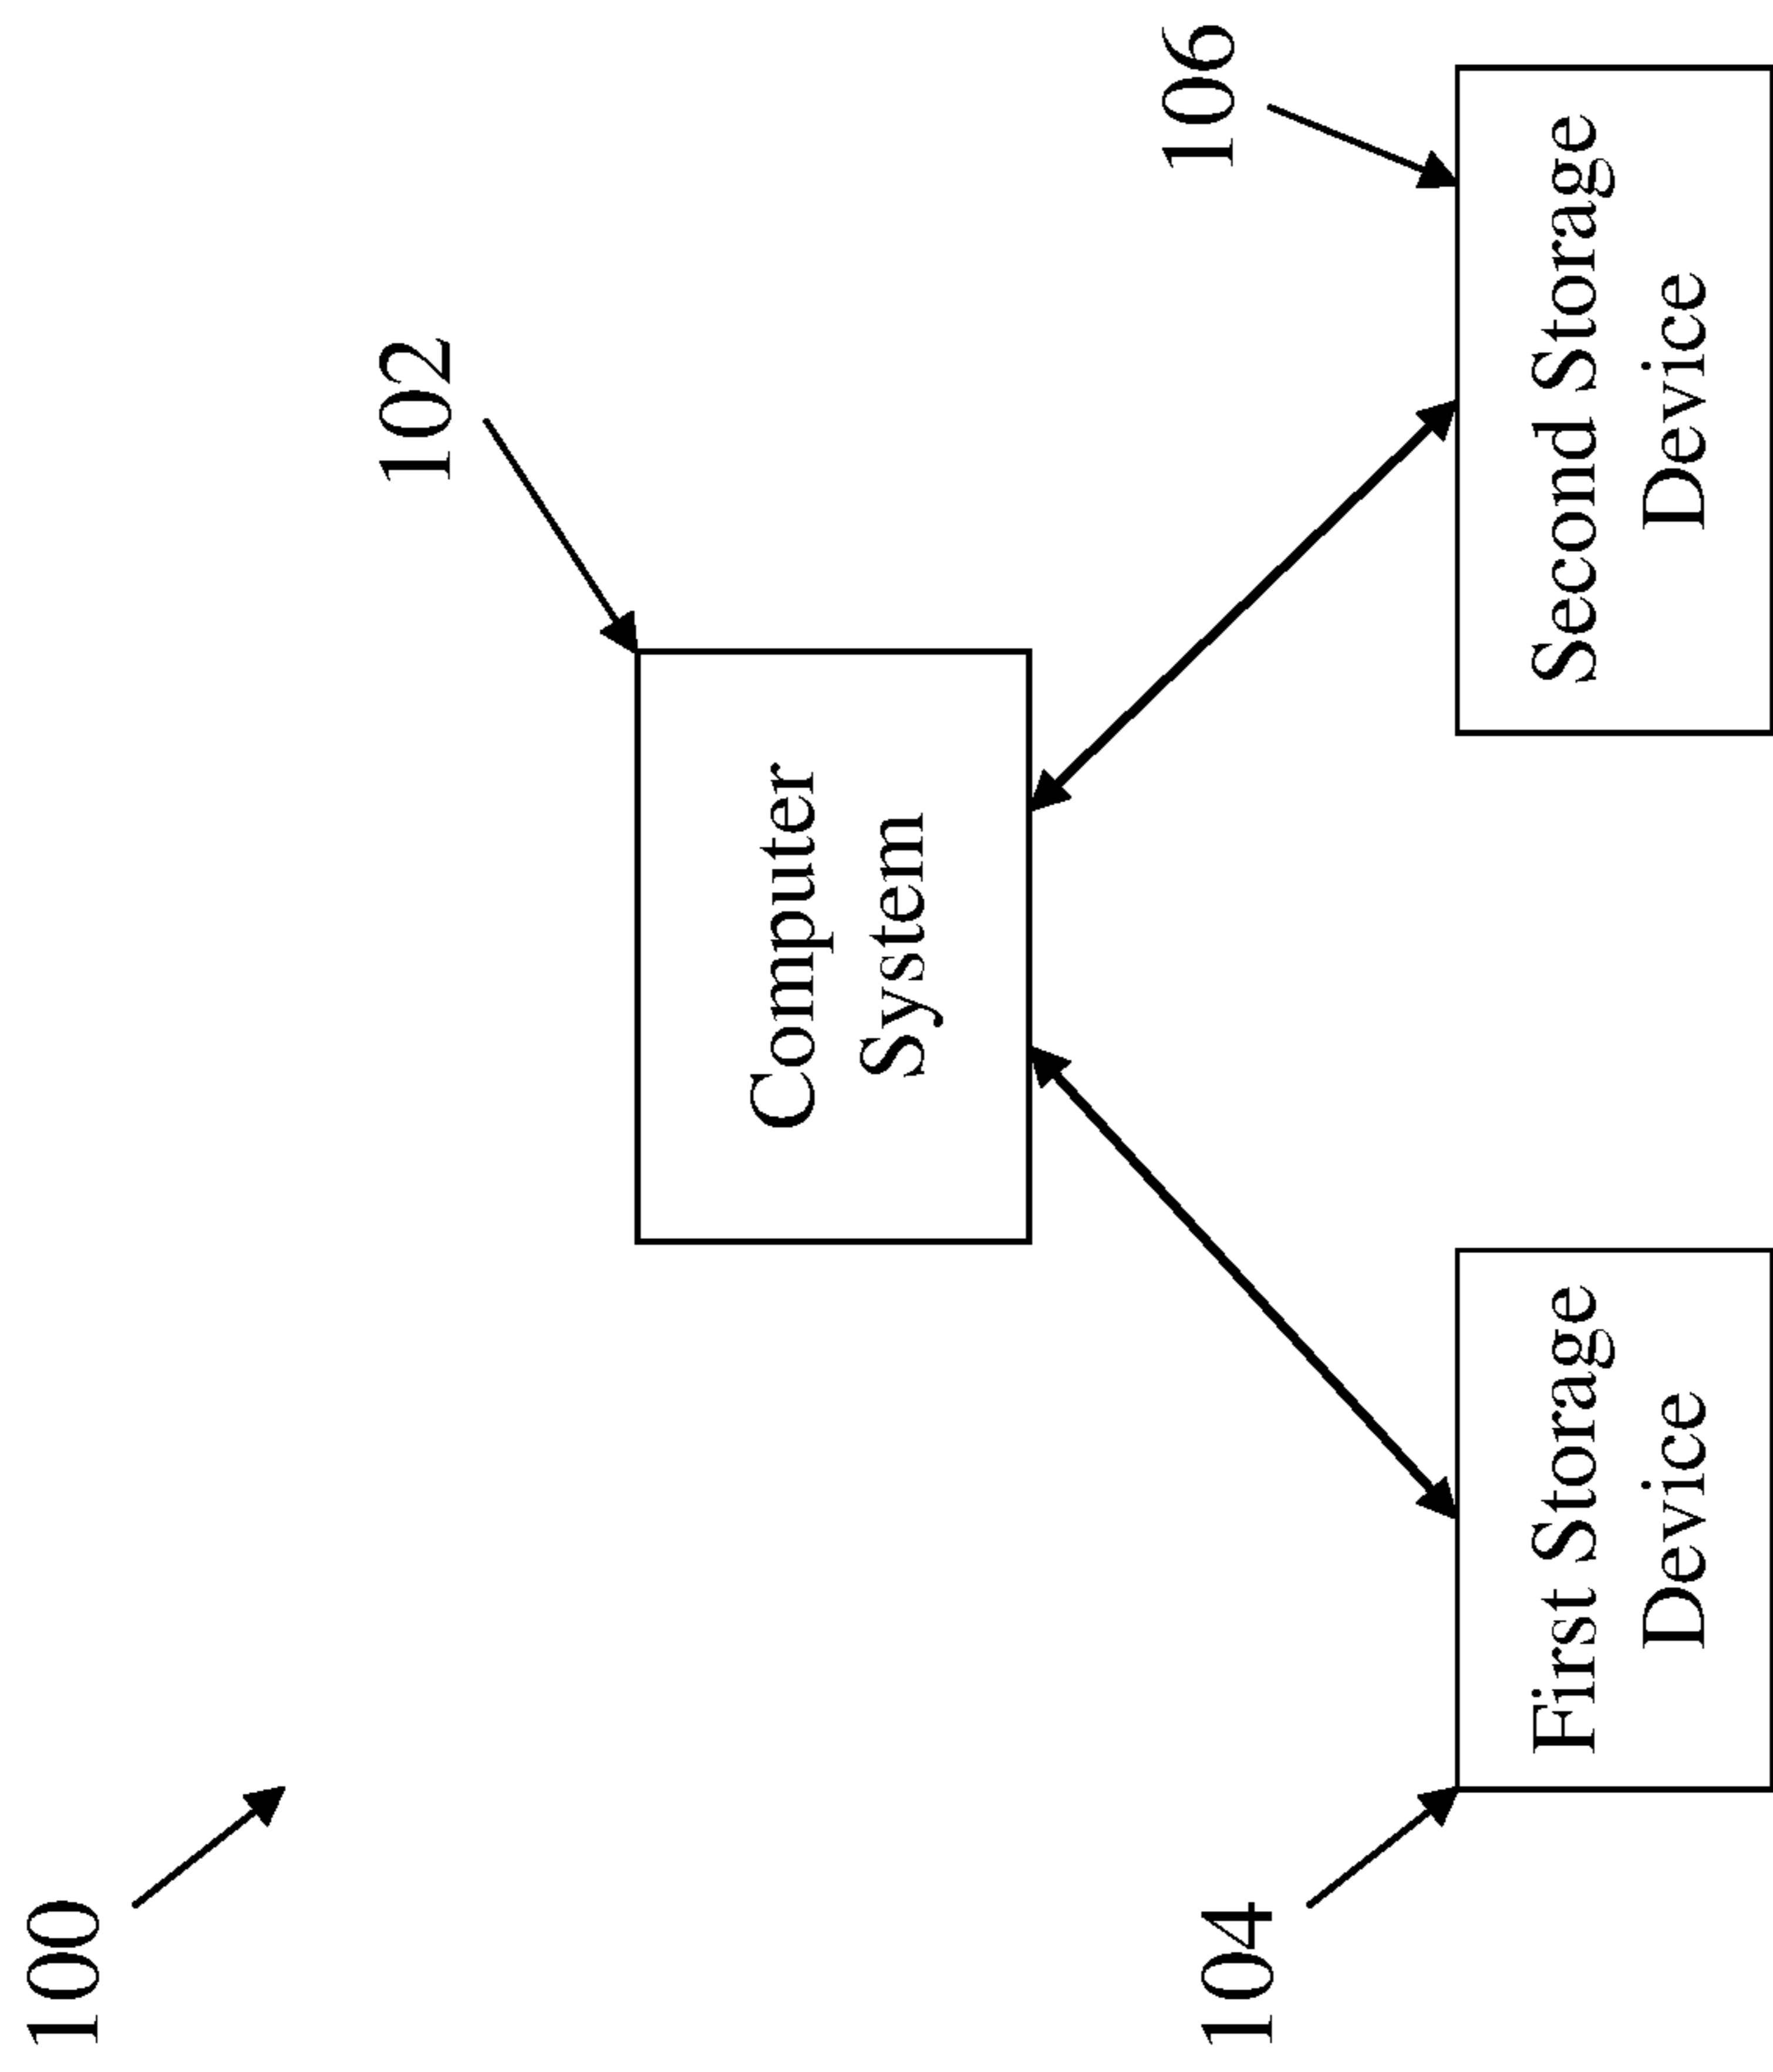 100
102
Computer
System
104
106
First Storage
Device
Second Storage
Device